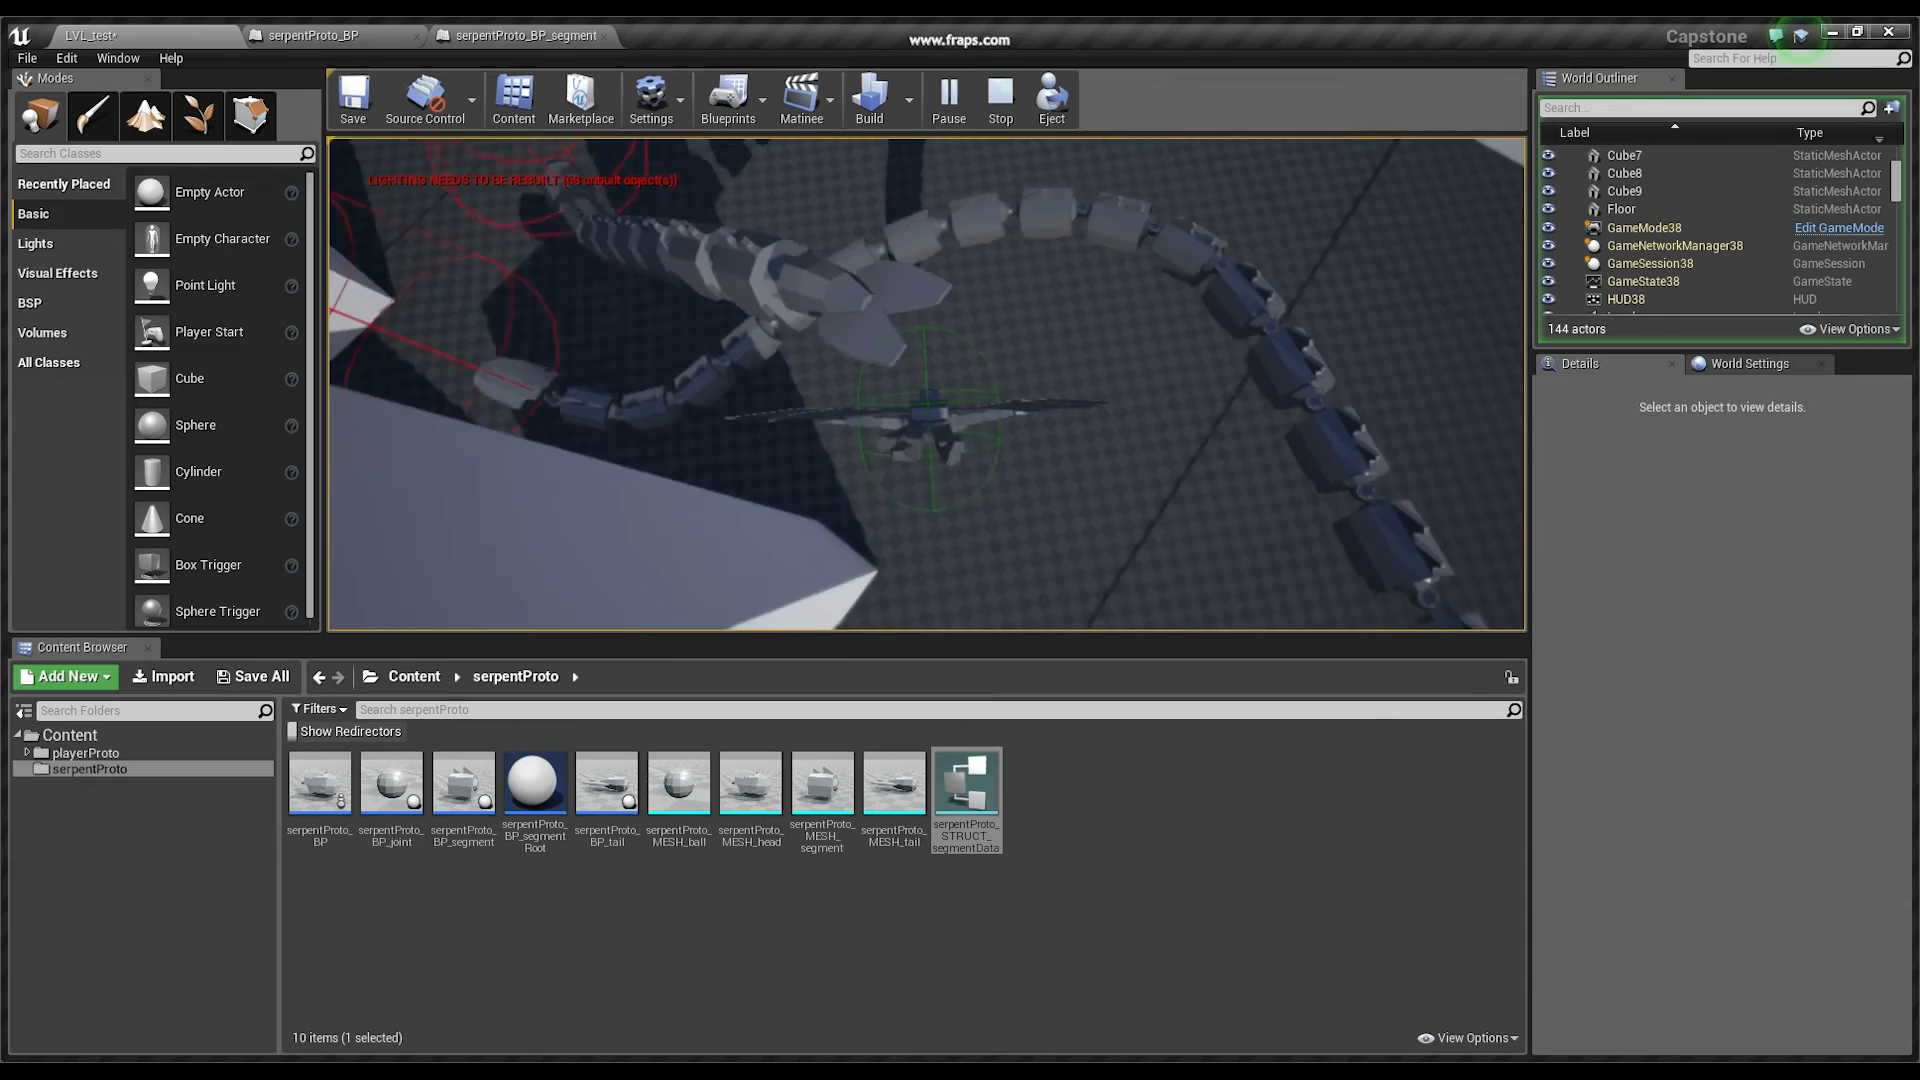 LVL_test*
serpentProto_BP
serpentProto_BP_segment
www.fraps.com
Capstone
File Edit Window Help
Search For Help
Modes
Save
Source Control
Content
Marketplace
Settings
Blueprints
Matinee
Build
Pause
Stop
Eject
Search Classes
Recently Placed
Basic
Lights
Visual Effects
BSP
Volumes
All Classes
Empty Actor
Empty Character
Point Light
Player Start
Cube
Sphere
Cylinder
Cone
Box Trigger
Sphere Trigger
LIGHTING NEEDS TO BE REBUILT (68 unbuilt object(s))
World Outliner
Search...
Label Type
Cube7 StaticMeshActor
Cube8 StaticMeshActor
Cube9 StaticMeshActor
Floor StaticMeshActor
GameMode38 Edit GameMode
GameNetworkManager38 GameNetworkMar
GameSession38 GameSession
GameState38 GameState
HUD38 HUD
144 actors View Options
Details
World Settings
Select an object to view details.
Content Browser
Add New Import Save All Content serpentProto
Search Folders
Content
playerProto
serpentProto
Filters Search serpentProto
Show Redirectors
serpentProto_
BP
serpentProto_
BP_joint
serpentProto_
BP_segment
serpentProto_
BP_segment
Root
serpentProto_
BP_tail
serpentProto_
MESH_ball
serpentProto_
MESH_head
serpentProto_
MESH_
segment
serpentProto_
MESH_tail
serpentProto_
STRUCT_
segmentData
10 items (1 selected)
View Options